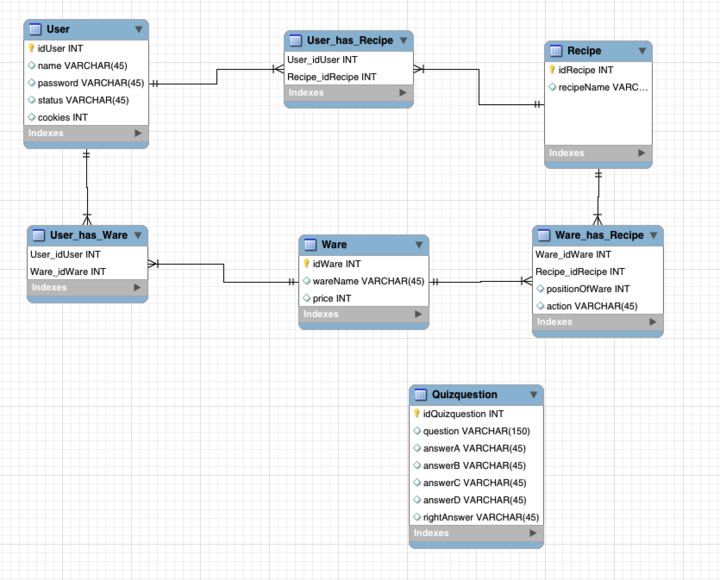 User
idUser INT
name VARCHAR(45)
password VARCHAR(45)
status VARCHAR(45)
cookies INT
Indexes
User_has_Recipe
User_idUser INT
Recipe_idRecipe INT
Indexes
Recipe
idRecipe INT
recipeName VARC...
Indexes
User_has_Ware
User_idUser INT
Ware_idWare INT
Indexes
Ware
idWare INT
wareName VARCHAR(45)
price INT
Indexes
Ware_has_Recipe
Ware_idWare INT
Recipe_idRecipe INT
positionOfWare INT
action VARCHAR(45)
Indexes
Quizquestion
idQuizquestion INT
question VARCHAR(150)
answerA VARCHAR(45)
answerB VARCHAR(45)
answerC VARCHAR(45)
answerD VARCHAR(45)
rightAnswer VARCHAR(45)
Indexes